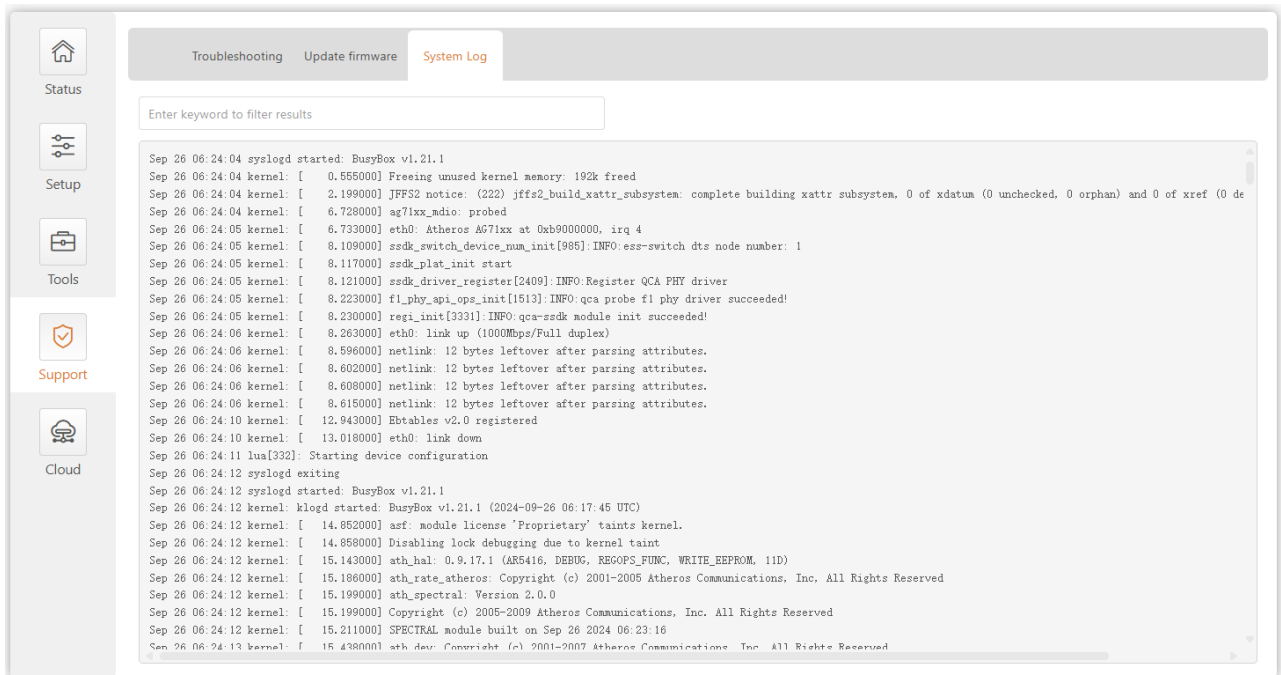 Troubleshooting Update firmware System Log
Status
Setup
Tools
Support
Cloud
Enter keyword to filter results
Sep 26 06:24:04 syslogd started: BusyBox v1.21.1
Sep 26 06:24:04 kernel: [    0.555000] Freeing unused kernel memory: 192k freed
Sep 26 06:24:04 kernel: [    2.199000] JFFS2 notice: (222) jffs2_build_xattr_subsystem: complete building xattr subsystem, 0 of xdatum (0 unchecked, 0 orphan) and 0 of xref (0 de
Sep 26 06:24:04 kernel: [    6.728000] ag71xx_mdio: probed
Sep 26 06:24:05 kernel: [    6.733000] eth0: Atheros AG71xx at 0xb9000000, irq 4
Sep 26 06:24:05 kernel: [    8.109000] ssdk_switch_device_num_init[985]:INFO:ess-switch dts node number: 1
Sep 26 06:24:05 kernel: [    8.117000] ssdk_plat_init start
Sep 26 06:24:05 kernel: [    8.121000] ssdk_driver_register[2409]:INFO:Register QCA PHY driver
Sep 26 06:24:05 kernel: [    8.223000] f1_phy_api_ops_init[1513]:INFO:qca probe f1 phy driver succeeded!
Sep 26 06:24:05 kernel: [    8.230000] regi_init[3331]:INFO:qca-ssdk module init succeeded!
Sep 26 06:24:06 kernel: [    8.263000] eth0: link up (1000Mbps/Full duplex)
Sep 26 06:24:06 kernel: [    8.596000] netlink: 12 bytes leftover after parsing attributes.
Sep 26 06:24:06 kernel: [    8.602000] netlink: 12 bytes leftover after parsing attributes.
Sep 26 06:24:06 kernel: [    8.608000] netlink: 12 bytes leftover after parsing attributes.
Sep 26 06:24:06 kernel: [    8.615000] netlink: 12 bytes leftover after parsing attributes.
Sep 26 06:24:10 kernel: [   12.943000] Ebtables v2.0 registered
Sep 26 06:24:10 kernel: [   13.018000] eth0: link down
Sep 26 06:24:11 lua[332]: Starting device configuration
Sep 26 06:24:12 syslogd exiting
Sep 26 06:24:12 syslogd started: BusyBox v1.21.1
Sep 26 06:24:12 kernel: klogd started: BusyBox v1.21.1 (2024-09-26 06:17:45 UTC)
Sep 26 06:24:12 kernel: [   14.852000] asf: module license 'Proprietary' taints kernel.
Sep 26 06:24:12 kernel: [   14.858000] Disabling lock debugging due to kernel taint
Sep 26 06:24:12 kernel: [   15.143000] ath_hal: 0.9.17.1 (AR5416, DEBUG, REGOPS_FUNC, WRITE_EEPROM, 11D)
Sep 26 06:24:12 kernel: [   15.186000] ath_rate_atheros: Copyright (c) 2001-2005 Atheros Communications, Inc, All Rights Reserved
Sep 26 06:24:12 kernel: [   15.199000] ath_spectral: Version 2.0.0
Sep 26 06:24:12 kernel: [   15.199000] Copyright (c) 2005-2009 Atheros Communications, Inc. All Rights Reserved
Sep 26 06:24:12 kernel: [   15.211000] SPECTRAL module built on Sep 26 2024 06:23:16
Sep 26 06:24:13 kernel: [   15.438000] ath_dev: Copyright (c) 2001-2007 Atheros Communications, Inc, All Rights Reserved